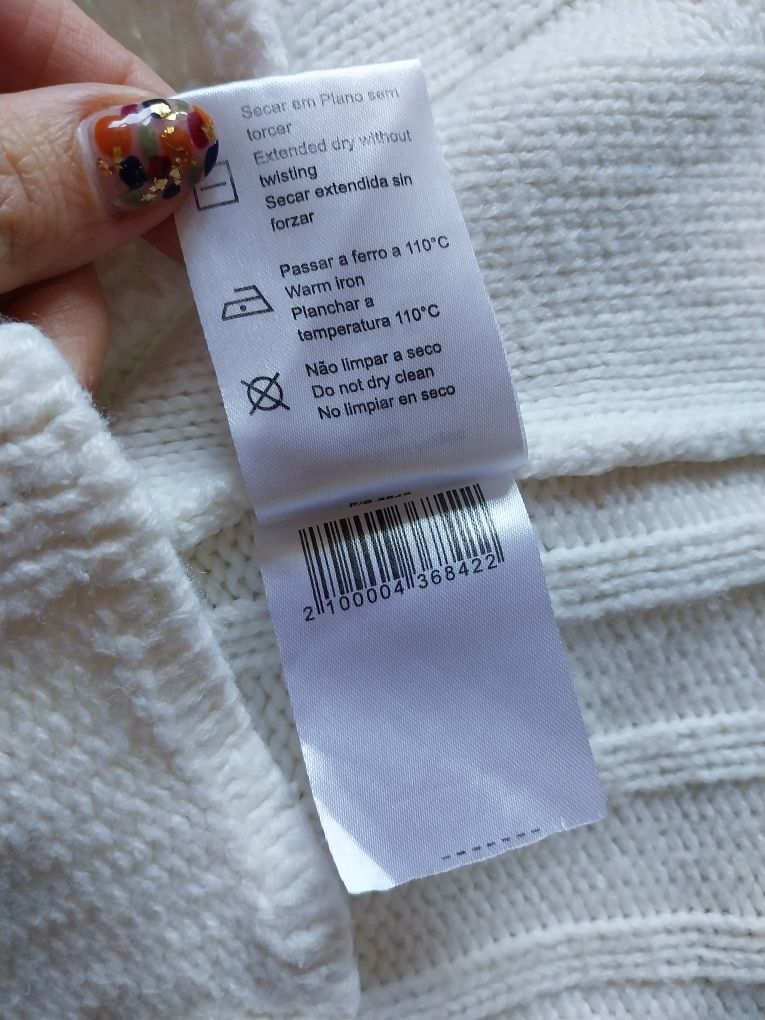 Secar em Plano sem
torcer
Extended dry without
twisting
Secar extendida sin
forzar
Passar a ferro a 110°C
Warm iron
Planchar a
temperatura 110°C
Não limpar a seco
Do not dry clean
No limpiar en seco
2 100004 368422